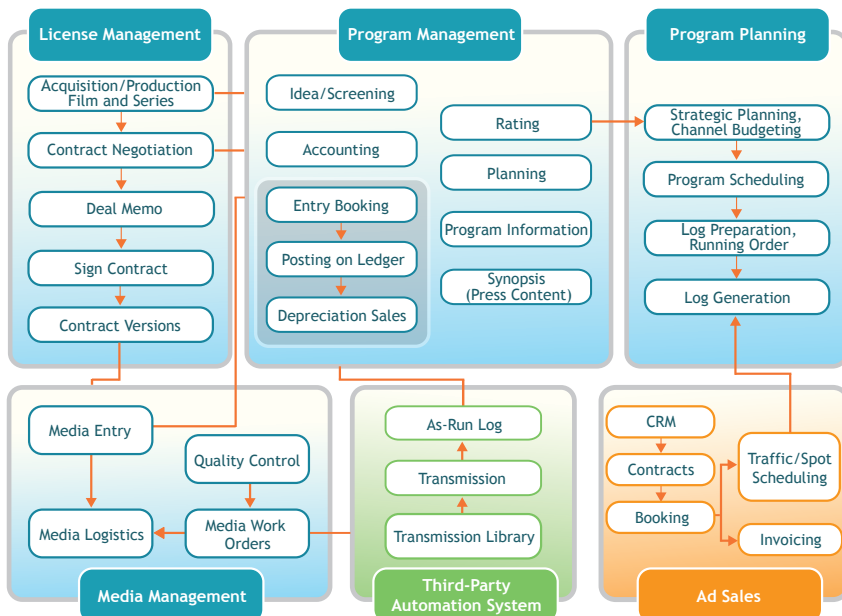 License Management
Acquisition/Production
Film and Series
Contract Negotiation
Deal Memo
Sign Contract
Contract Versions
Program Management
Idea/Screening
Accounting
Entry Booking
Posting on Ledger
Depreciation Sales
Rating
Planning
Program Information
Synopsis
(Press Content)
Program Planning
Strategic Planning,
Channel Budgeting
Program Scheduling
Log Preparation,
Running Order
Log Generation
Media Entry
Quality Control
Media Logistics
Media Work
Orders
Media Management
As-Run Log
Transmission
Transmission Library
Third-Party
Automation System
CRM
Contracts
Booking
Traffic/Spot
Scheduling
Invoicing
Ad Sales